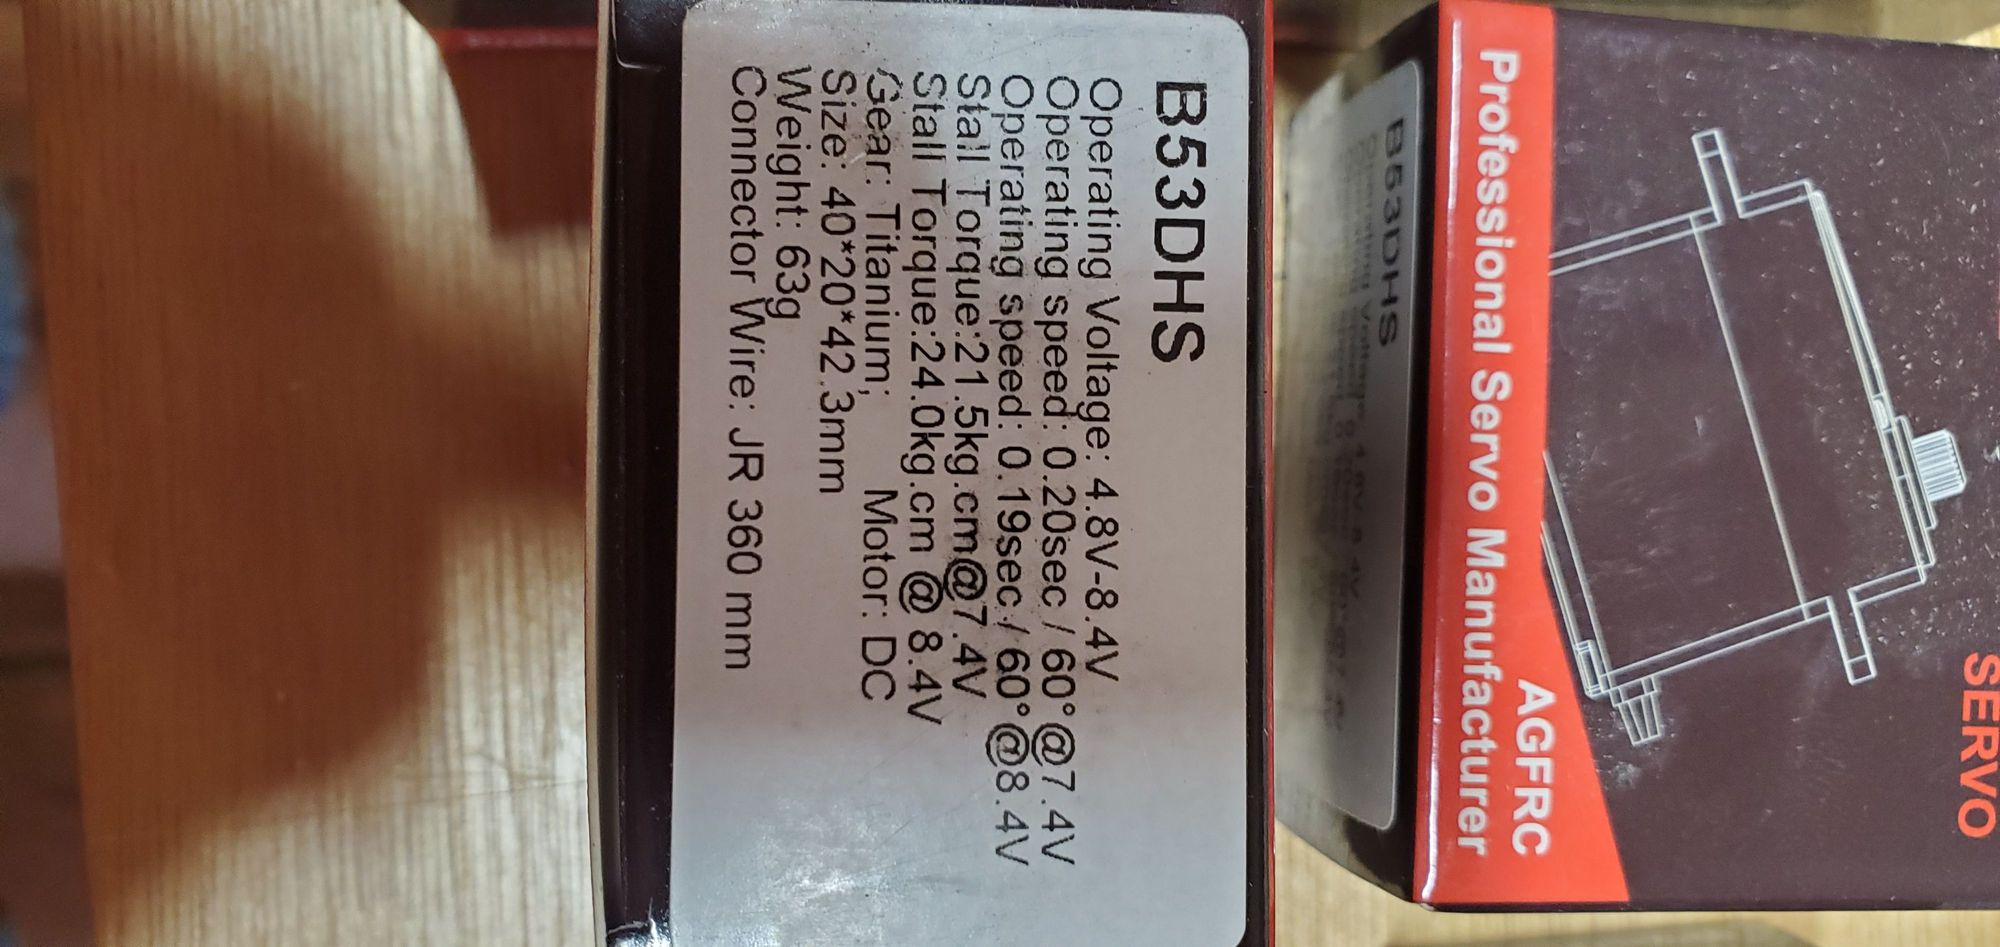 B53DHS
Operating Voltage: 4.8V-8.4V
Operating speed: 0.20sec / 60°@7.4V
Operating speed: 0.19sec / 60°@8.4V
Stall Torque:21.5kg.cm@7.4V
Stall Torque:24.0kg.cm @ 8.4V
Gear: Titanium; Motor: DC
Size: 40*20*42.3mm
Weight: 63g
Connector Wire: JR 360 mm
SERVO
AGFRC
Professional Servo Manufacturer
B53DHS